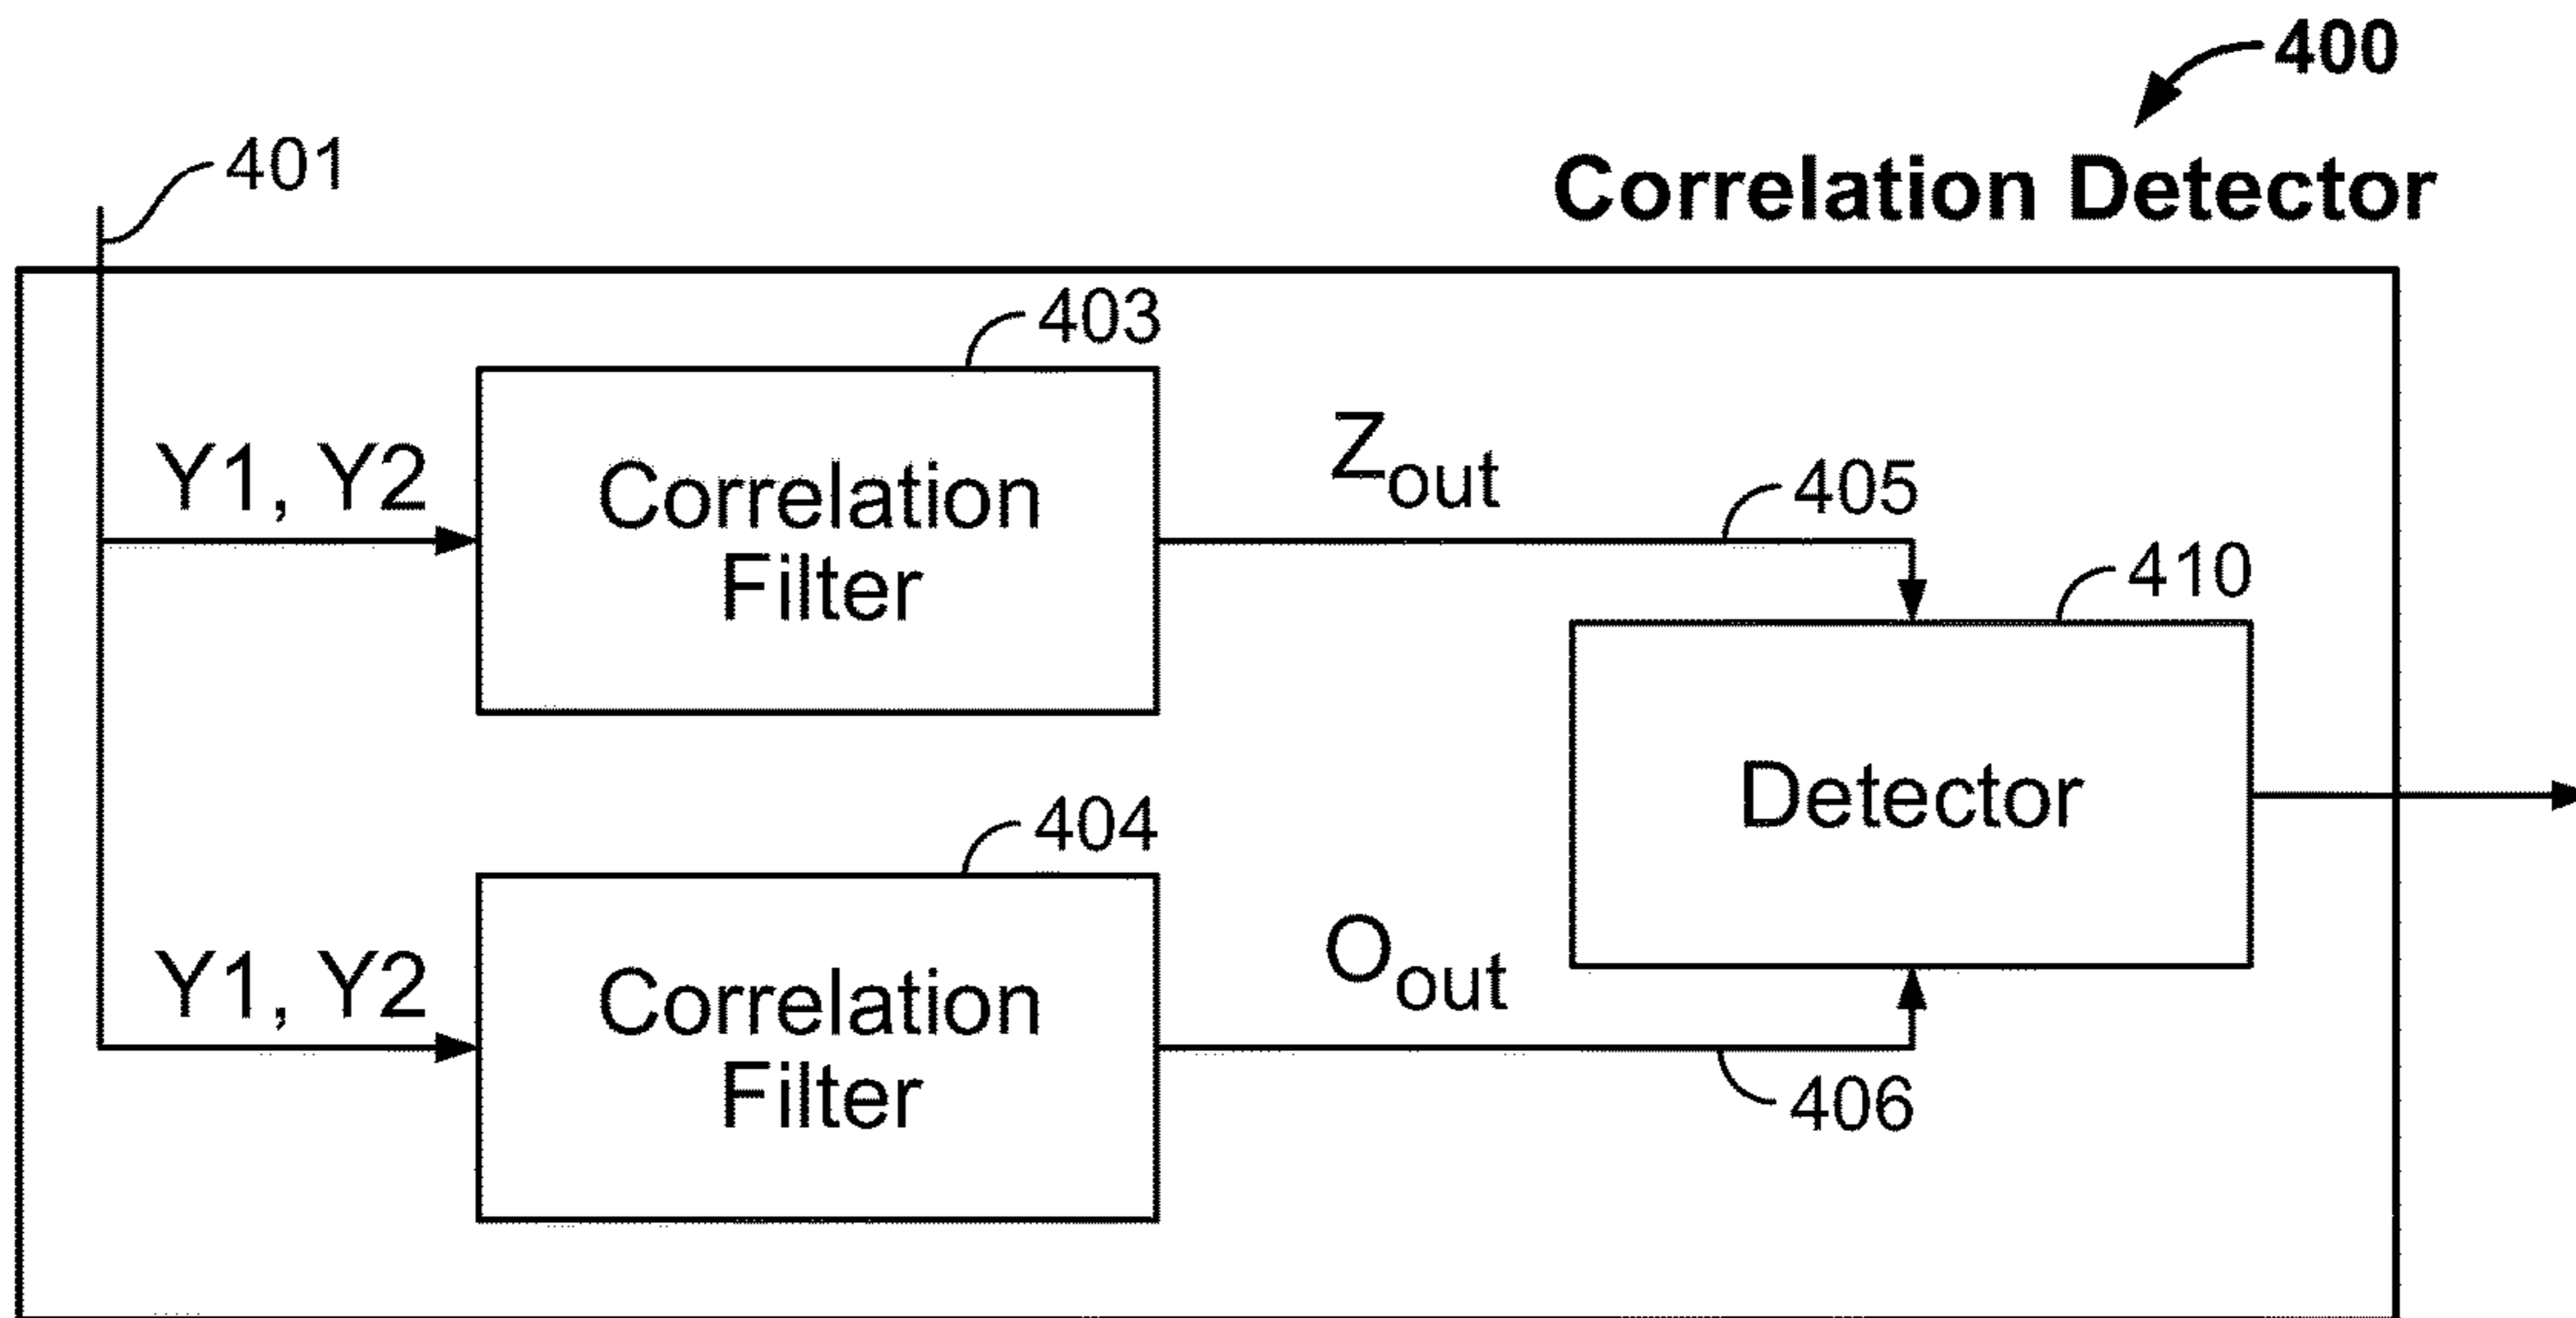 400
Correlation Detector
401
403
Y1, Y2
Correlation
Filter
Zout
405
410
Detector
404
Y1, Y2
Correlation
Filter
Oout
406